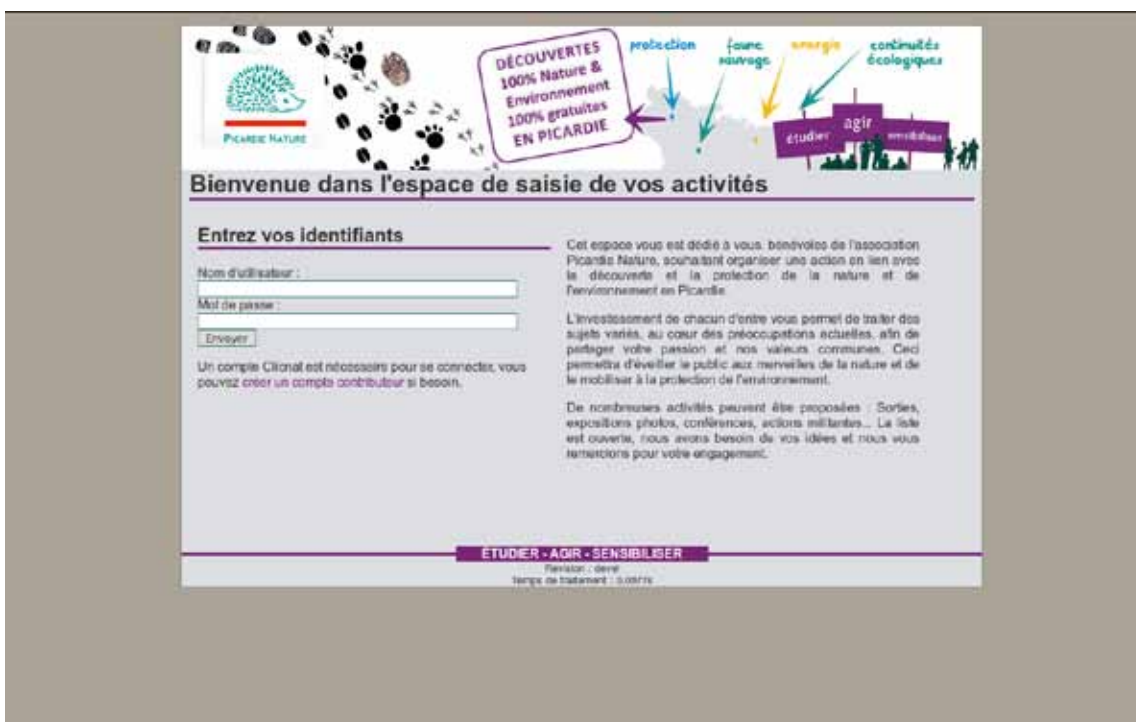 PICARDIE NATURE
DÉCOUVERTES
100% Nature &
Environnement
100% gratuites
EN PICARDIE
protection
faune
sauvage
energie
continuités
écologiques
étudier
agir
sensibiliser
Bienvenue dans l'espace de saisie de vos activités
Entrez vos identifiants
Nom d'utilisateur :
Mot de passe :
Envoyer
Un compte Clicnat est nécessaire pour se connecter, vous
pouvez créer un compte contributeur si besoin.
Cet espace vous est dédié à vous, bénévoles de l'association
Picardie Nature, souhaitant organiser une action en lien avec
la découverte et la protection de la nature et de
l'environnement en Picardie.
L'investissement de chacun d'entre vous permet de traiter des
sujets variés, au cœur des préoccupations actuelles, afin de
partager votre passion et nos valeurs communes. Ceci
permettra d'éveiller le public aux merveilles de la nature et de
le mobiliser à la protection de l'environnement.
De nombreuses activités peuvent être proposées : Sorties,
expositions photos, conférences, actions militantes... La liste
est ouverte, nous avons besoin de vos idées et nous vous
remercions pour votre engagement.
ÉTUDIER - AGIR - SENSIBILISER
Révision : devel
Temps de traitement :